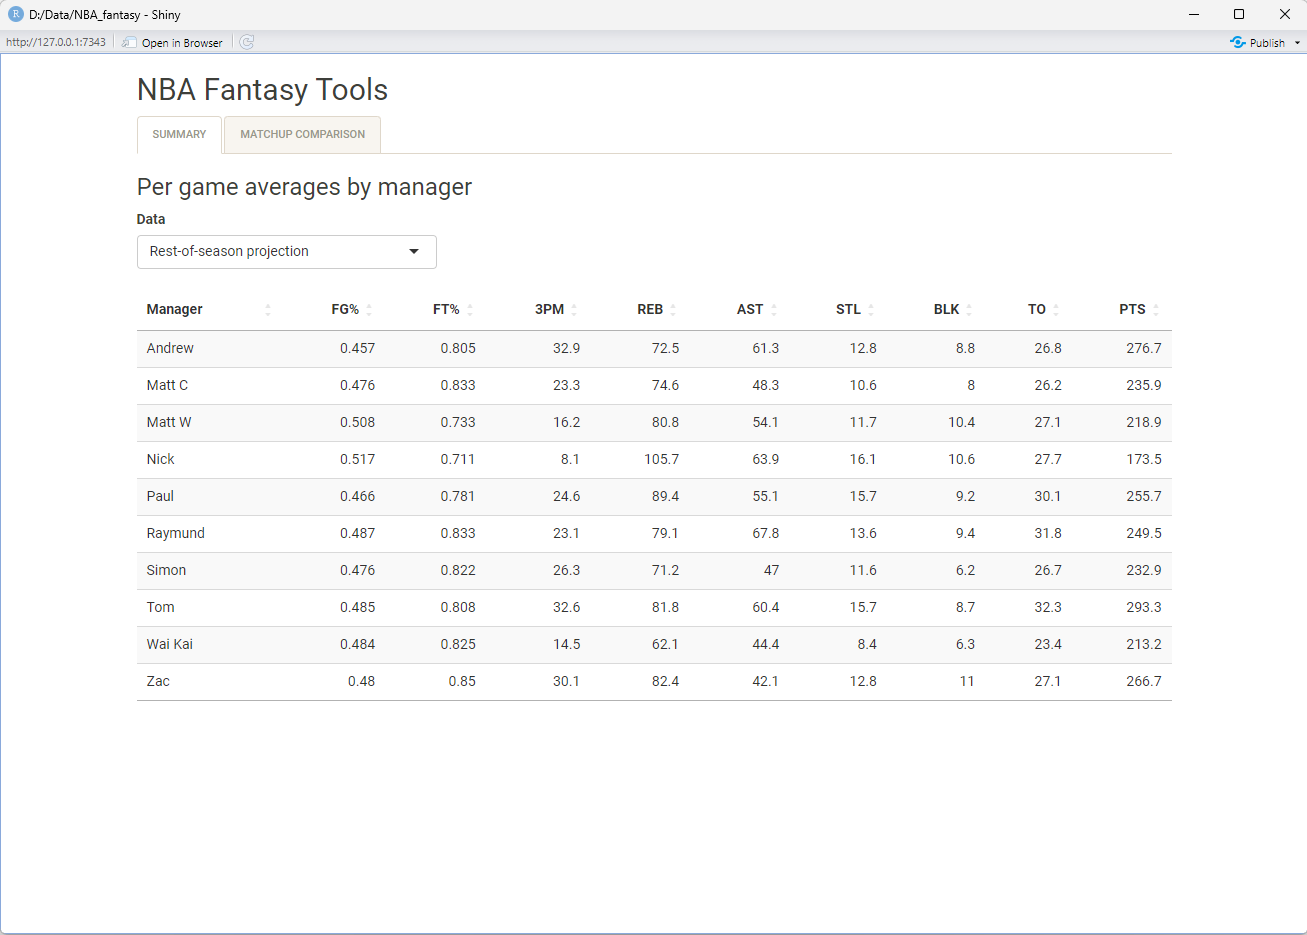 R D:/Data/NBA_fantasy - Shiny
http://127.0.0.1:7343 Open in Browser Publish
NBA Fantasy Tools
SUMMARY MATCHUP COMPARISON
Per game averages by manager
Data
Rest-of-season projection
Manager FG% FT% 3PM REB AST STL BLK TO PTS
Andrew 0.457 0.805 32.9 72.5 61.3 12.8 8.8 26.8 276.7
Matt C 0.476 0.833 23.3 74.6 48.3 10.6 8 26.2 235.9
Matt W 0.508 0.733 16.2 80.8 54.1 11.7 10.4 27.1 218.9
Nick 0.517 0.711 8.1 105.7 63.9 16.1 10.6 27.7 173.5
Paul 0.466 0.781 24.6 89.4 55.1 15.7 9.2 30.1 255.7
Raymund 0.487 0.833 23.1 79.1 67.8 13.6 9.4 31.8 249.5
Simon 0.476 0.822 26.3 71.2 47 11.6 6.2 26.7 232.9
Tom 0.485 0.808 32.6 81.8 60.4 15.7 8.7 32.3 293.3
Wai Kai 0.484 0.825 14.5 62.1 44.4 8.4 6.3 23.4 213.2
Zac 0.48 0.85 30.1 82.4 42.1 12.8 11 27.1 266.7